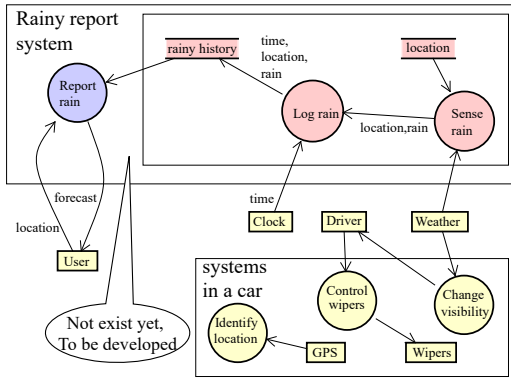 Rainy report
system
rainy history
time,
location,
rain
location
Report
rain
Log rain
Sense
rain
location,rain
forecast
location
time
Clock
Driver
Weather
User
systems
in a car
Control
wipers
Change
visibility
Identify
location
Not exist yet,
To be developed
GPS
Wipers